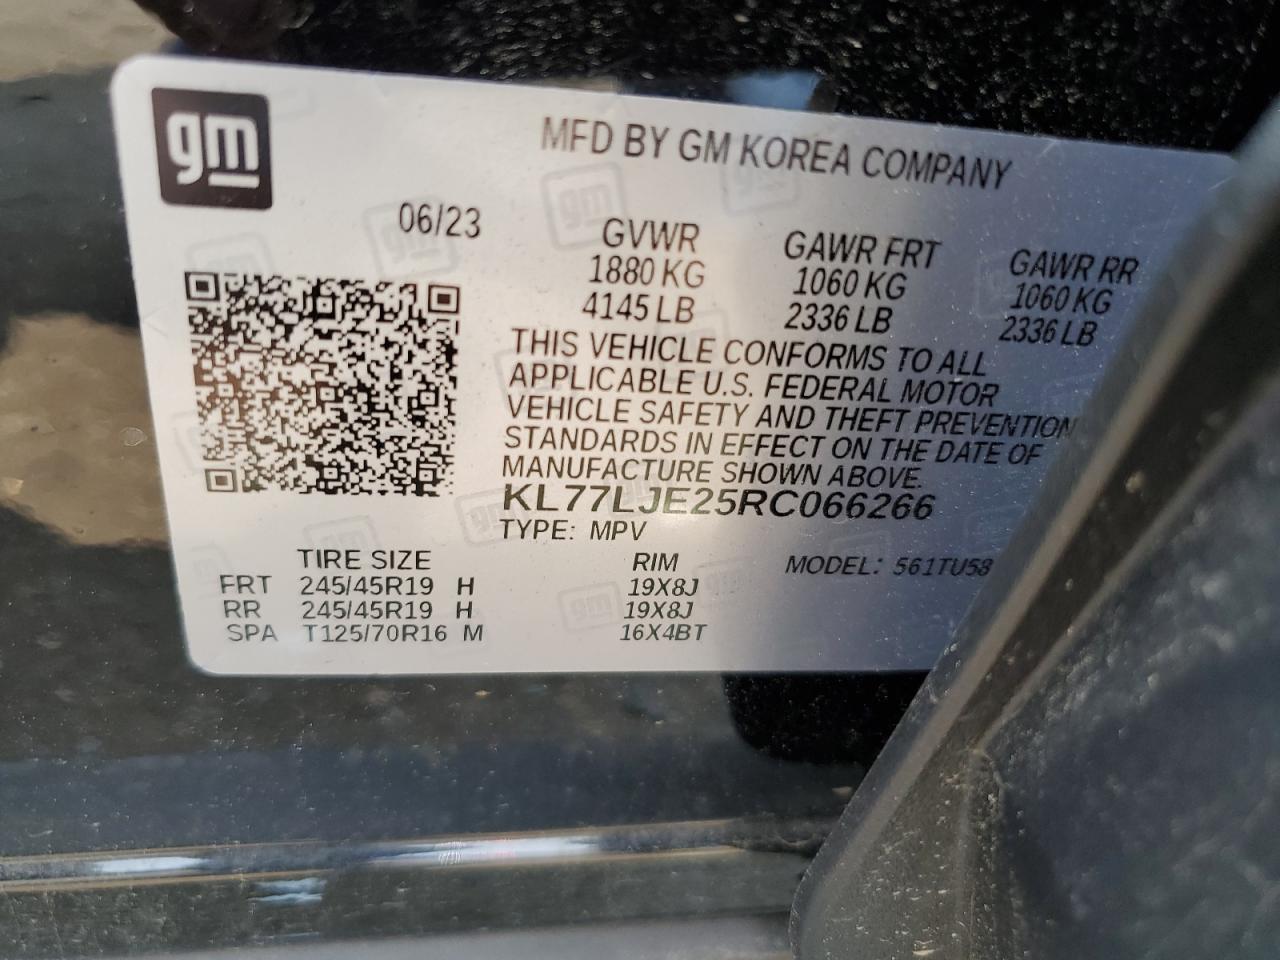 gm
MFD BY GM KOREA COMPANY
06/23
GVWR GAWR FRT GAWR RR
1880 KG 1060 KG 1060 KG
4145 LB 2336 LB 2336 LB
THIS VEHICLE CONFORMS TO ALL
APPLICABLE U.S. FEDERAL MOTOR
VEHICLE SAFETY AND THEFT PREVENTION
STANDARDS IN EFFECT ON THE DATE OF
MANUFACTURE SHOWN ABOVE.
KL77LJE25RC066266
TYPE: MPV
TIRE SIZE RIM MODEL: 561TU58
FRT 245/45R19 H 19X8J
RR 245/45R19 H 19X8J
SPA T125/70R16 M 16X4BT